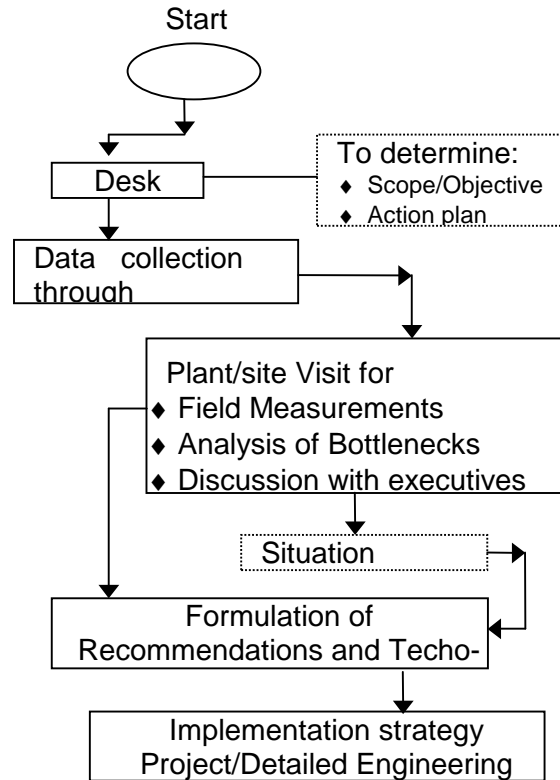 Start
Desk
To determine:
♦ Scope/Objective
♦ Action plan
Data collection
through
Plant/site Visit for
♦ Field Measurements
♦ Analysis of Bottlenecks
♦ Discussion with executives
Situation
Formulation of
Recommendations and Techo-
Implementation strategy
Project/Detailed Engineering